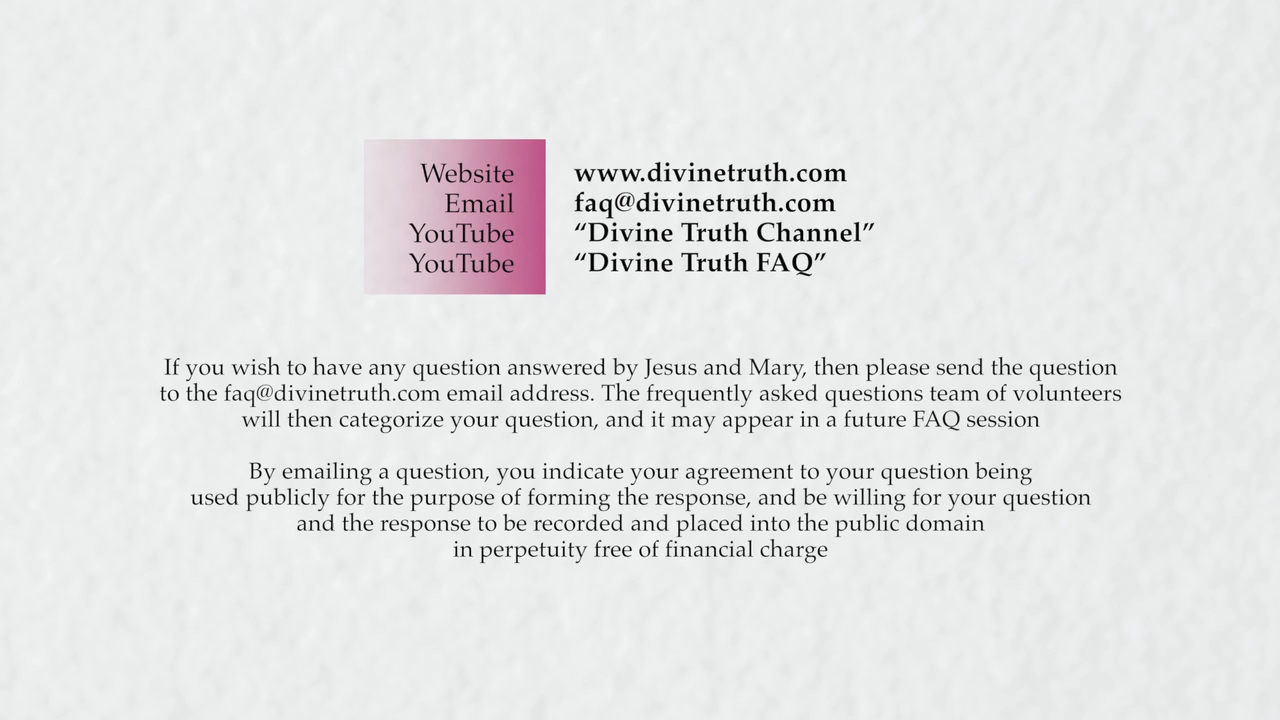 Website www.divinetruth.com
Email faq@divinetruth.com
YouTube “Divine Truth Channel”
YouTube “Divine Truth FAQ”
If you wish to have any question answered by Jesus and Mary, then please send the question
to the faq@divinetruth.com email address. The frequently asked questions team of volunteers
will then categorize your question, and it may appear in a future FAQ session
By emailing a question, you indicate your agreement to your question being
used publicly for the purpose of forming the response, and be willing for your question
and the response to be recorded and placed into the public domain
in perpetuity free of financial charge